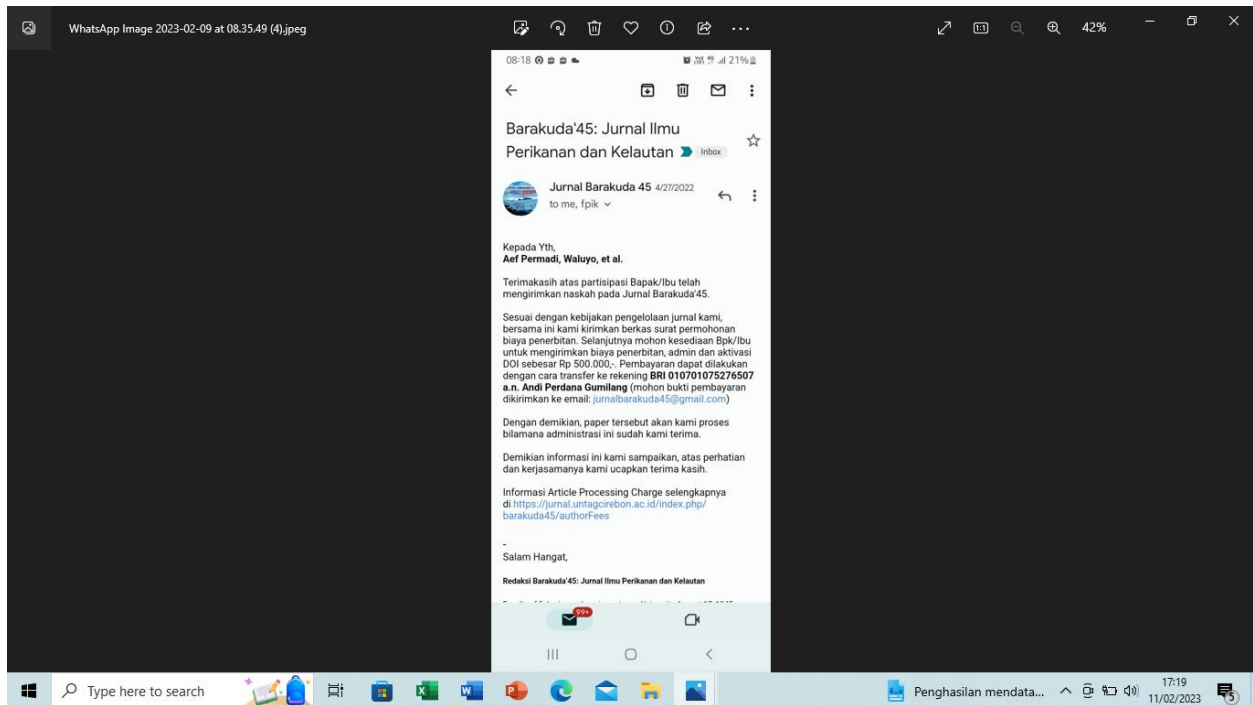 WhatsApp Image 2023-02-09 at 08.35.49 (4).jpeg
42%
08:18
21%
Barakuda'45: Jurnal Ilmu
Perikanan dan Kelautan
Inbox
Jurnal Barakuda 45 4/27/2022
to me, fpik
Kepada Yth,
Aef Permadi, Waluyo, et al.
Terimakasih atas partisipasi Bapak/Ibu telah
mengirimkan naskah pada Jurnal Barakuda'45.
Sesuai dengan kebijakan pengelolaan jurnal kami,
bersama ini kami kirimkan berkas surat permohonan
biaya penerbitan. Selanjutnya mohon kesediaan Bpk/Ibu
untuk mengirimkan biaya penerbitan, admin dan aktivasi
DOI sebesar Rp 500.000,-. Pembayaran dapat dilakukan
dengan cara transfer ke rekening BRI 010701075276507
a.n. Andi Perdana Gumilang (mohon bukti pembayaran
dikirimkan ke email: jurnalbarakuda45@gmail.com)
Dengan demikian, paper tersebut akan kami proses
bilamana administrasi ini sudah kami terima.
Demikian informasi ini kami sampaikan, atas perhatian
dan kerjasamanya kami ucapkan terima kasih.
Informasi Article Processing Charge selengkapnya
di https://jurnal.untagcirebon.ac.id/index.php/
barakuda45/authorFees
-
Salam Hangat,
Redaksi Barakuda'45: Jurnal Ilmu Perikanan dan Kelautan
99+
Type here to search
Penghasilan mendata...
17:19
11/02/2023
5